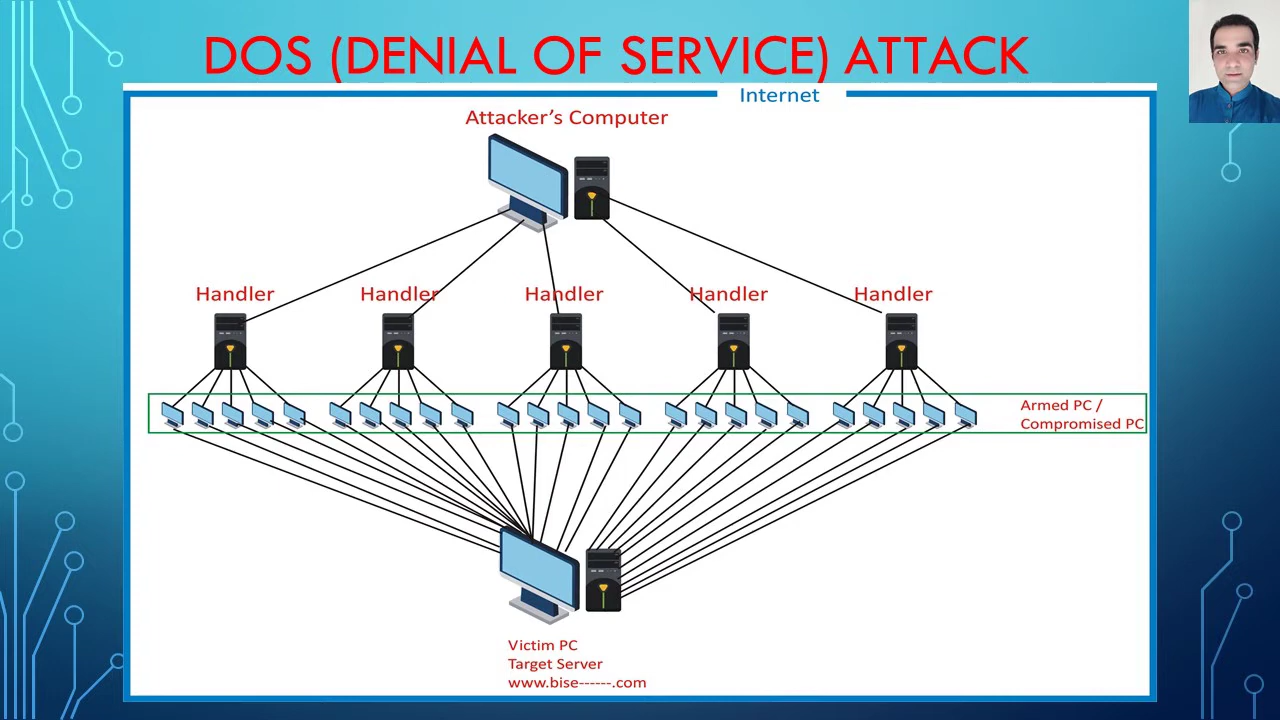 DOS (DENIAL OF SERVICE) ATTACK
Internet
Attacker's Computer
Handler Handler Handler Handler Handler
Armed PC /
Compromised PC
Victim PC
Target Server
www.bise------.com